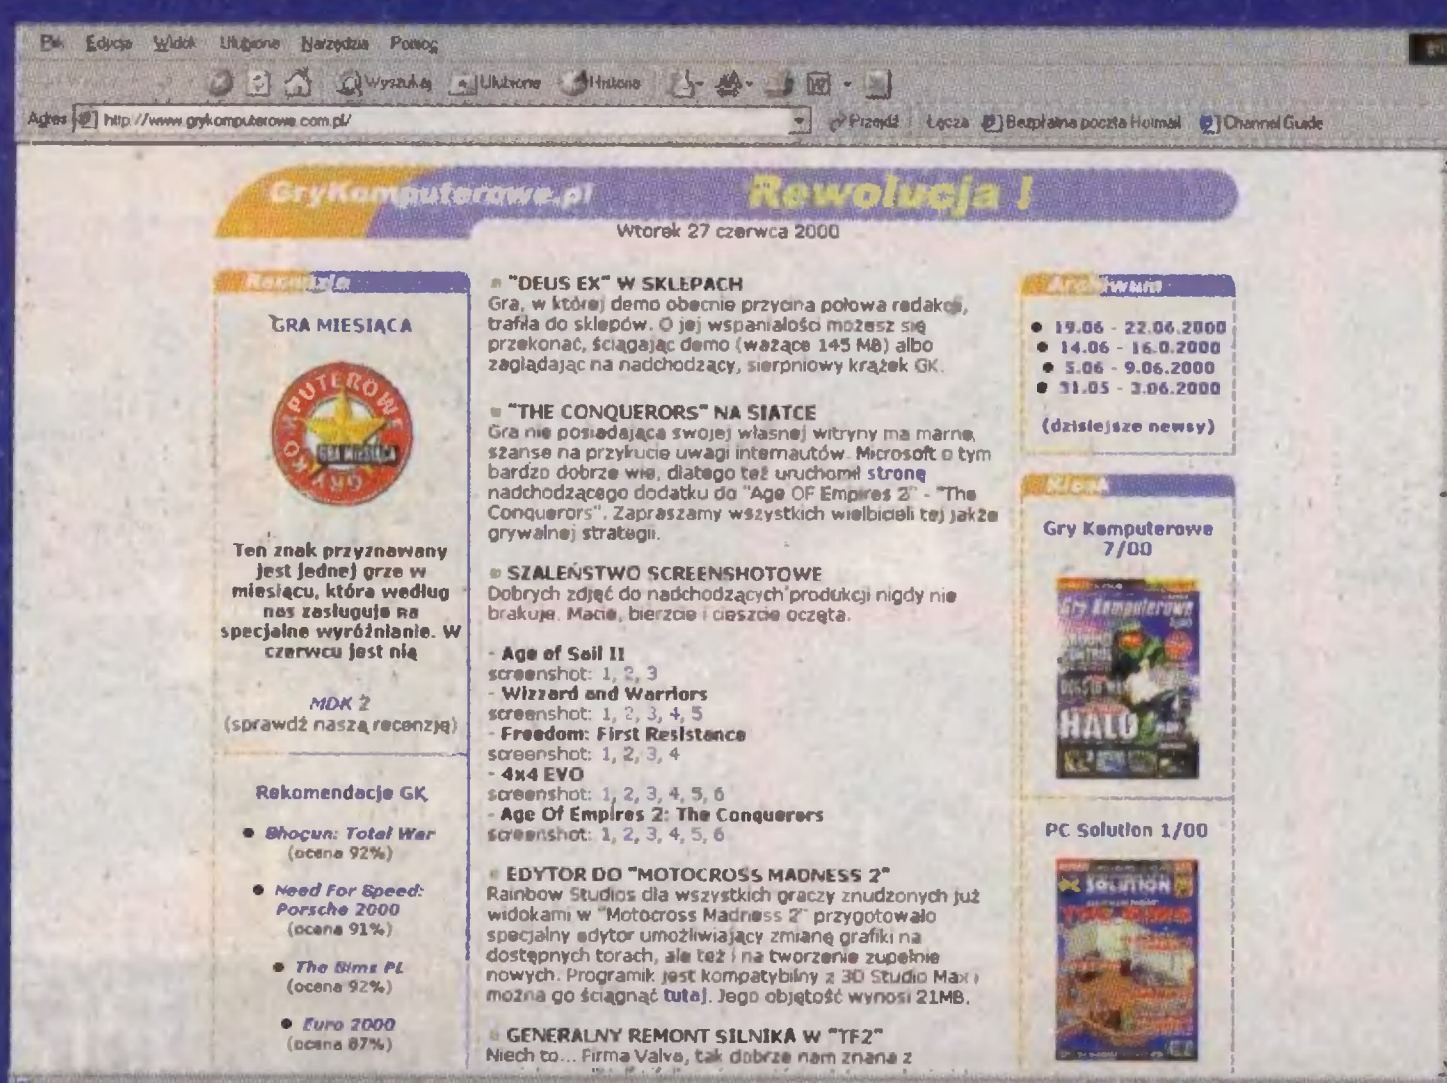 Plik Edycja Widok Ulubione Narzędzia Pomoc
Wyszukaj Ulubione Historia
Adres http://www.grykomputerowe.com.pl/ Przejdź Łącza Bezpłatna poczta Hotmail Channel Guide
GryKomputerowe.pl Rewolucja !
Wtorek 27 czerwca 2000
Recenzje
GRA MIESIĄCA
GRY KOMPUTEROWE
GRA MIESIĄCA
Ten znak przyznawany
jest jednej grze w
miesiącu, która według
nas zasługuje na
specjalne wyróżnianie. W
czerwcu jest nią
MDK 2
(sprawdź naszą recenzję)
Rekomendacje GK
Shogun: Total War
(ocena 92%)
Need For Speed:
Porsche 2000
(ocena 91%)
The Sims PL
(ocena 92%)
Euro 2000
(ocena 87%)
"DEUS EX" W SKLEPACH
Gra, w której demo obecnie przycina połowa redakcji,
trafiła do sklepów. O jej wspaniałości możesz się
przekonać, ściągając demo (ważące 145 MB) albo
zaglądając na nadchodzący, sierpniowy krążek GK.
"THE CONQUERORS" NA SIATCE
Gra nie posiadająca swojej własnej witryny ma marne
szanse na przykucie uwagi internautów. Microsoft o tym
bardzo dobrze wie, dlatego też uruchomił stronę
nadchodzącego dodatku do "Age OF Empires 2" - "The
Conquerors". Zapraszamy wszystkich wielbicieli tej jakże
grywalnej strategii.
SZALEŃSTWO SCREENSHOTOWE
Dobrych zdjęć do nadchodzących produkcji nigdy nie
brakuje. Macie, bierzcie i cieszcie oczęta.
- Age of Sail II
screenshot: 1, 2, 3
- Wizzard and Warriors
screenshot: 1, 2, 3, 4, 5
- Freedom: First Resistance
screenshot: 1, 2, 3, 4
- 4x4 EVO
screenshot: 1, 2, 3, 4, 5, 6
- Age Of Empires 2: The Conquerors
screenshot: 1, 2, 3, 4, 5, 6
EDYTOR DO "MOTOCROSS MADNESS 2"
Rainbow Studios dla wszystkich graczy znudzonych już
widokami w "Motocross Madness 2" przygotowało
specjalny edytor umożliwiający zmianę grafiki na
dostępnych torach, ale też i na tworzenie zupełnie
nowych. Programik jest kompatybilny z 3D Studio Max i
można go ściągnąć tutaj. Jego objętość wynosi 21MB.
GENERALNY REMONT SILNIKA W "TF2"
Niech to... Firma Valve, tak dobrze nam znana z
Archiwum
19.06 - 22.06.2000
14.06 - 16.0.2000
5.06 - 9.06.2000
31.05 - 3.06.2000
(dzisiejsze newsy)
Kiosk
Gry Komputerowe
7/00
Gry Komputerowe
HALO
PC Solution 1/00
SOLUTION
THE SIMS